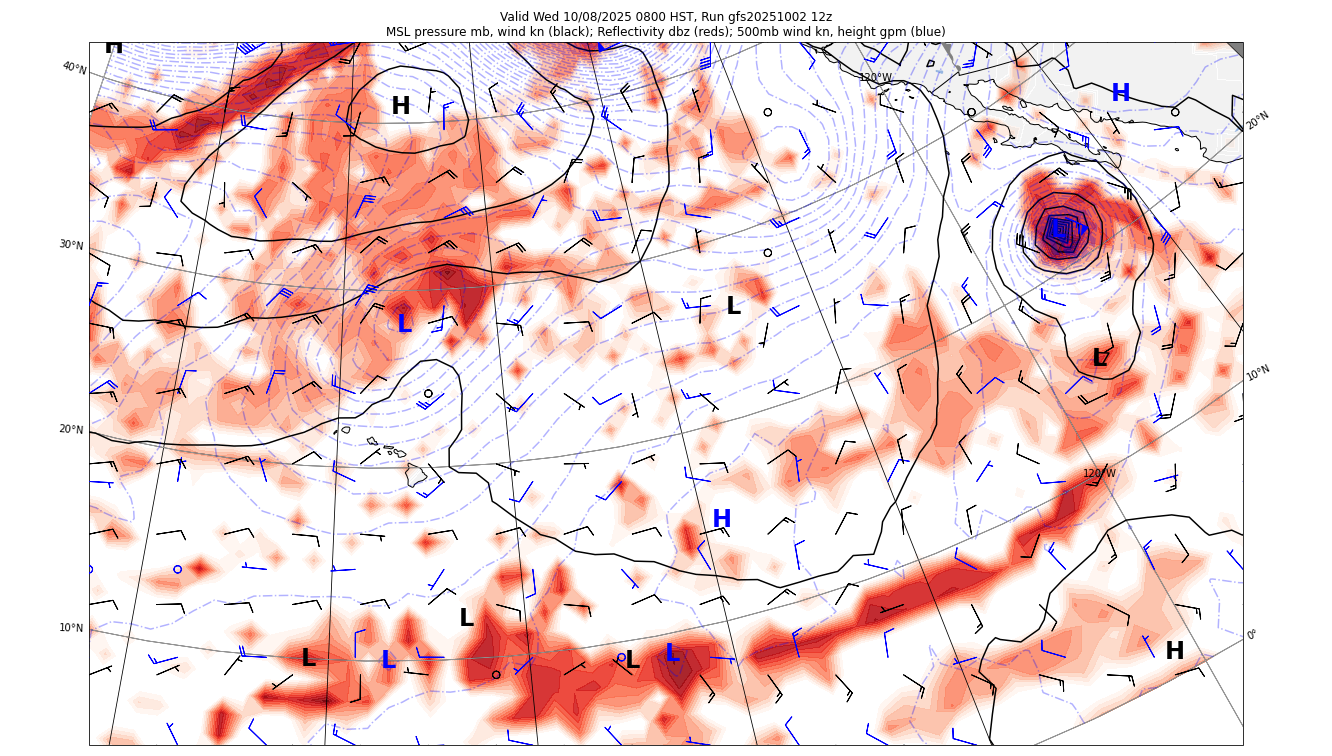 Valid Wed 10/08/2025 0800 HST, Run gfs20251002 12z
MSL pressure mb, wind kn (black); Reflectivity dbz (reds); 500mb wind kn, height gpm (blue)
H
40°N
120°W
H
H
20°N
L
30°N
L
L
L
10°N
20°N
120°W
H
L
10°N
0°
L
L
L
L
H